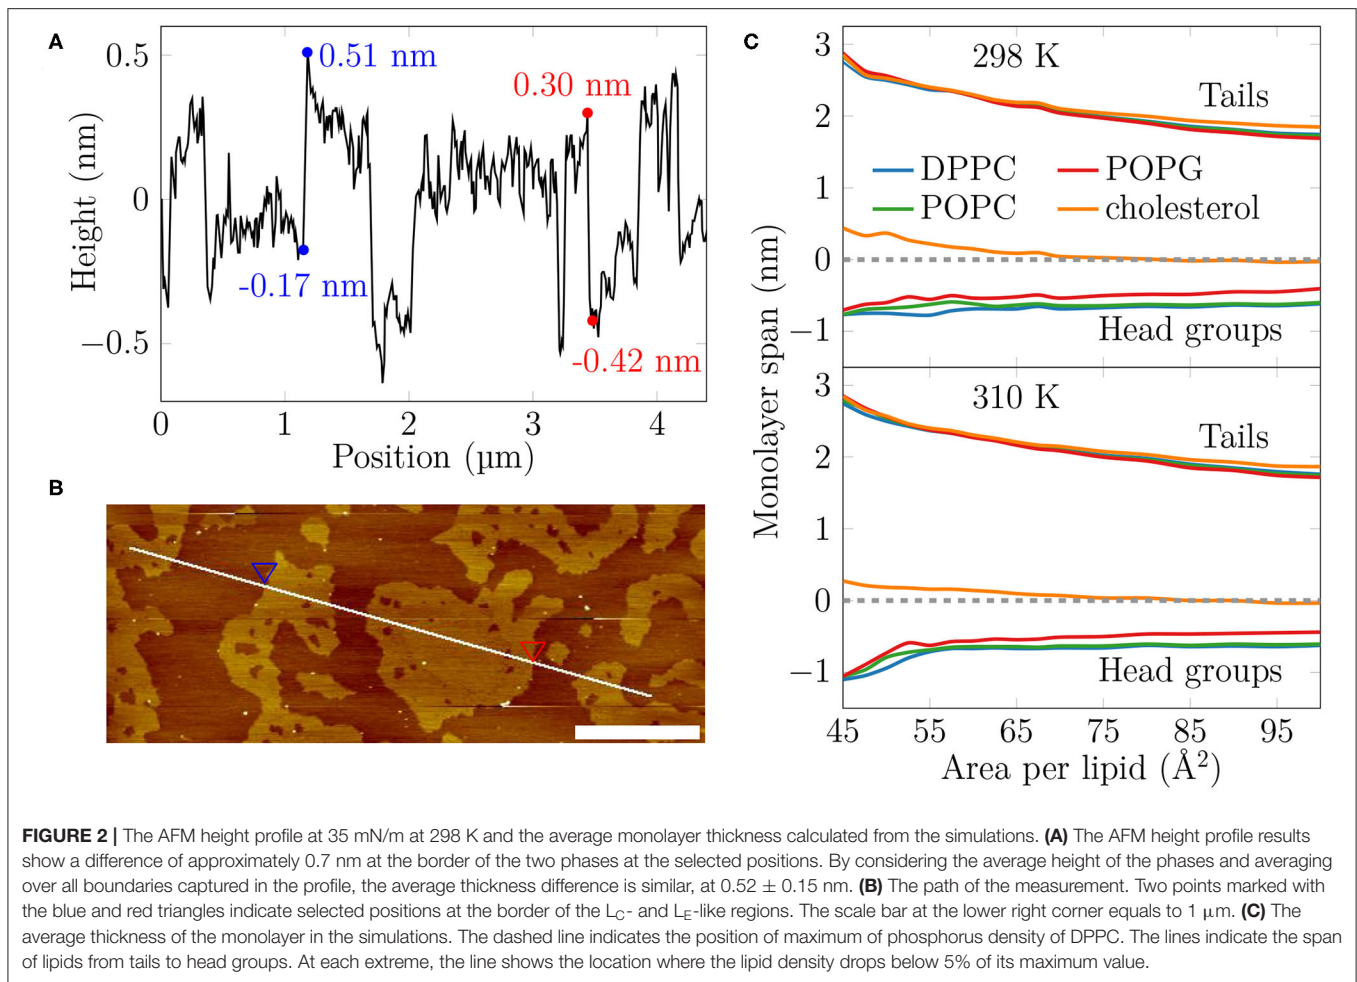 A
0.5
0
−0.5
Height (nm)
0.51 nm
-0.17 nm
0.30 nm
-0.42 nm
0
1
2
3
4
Position (µm)
B
C
3
2
1
0
−1
298 K
Tails
DPPC
POPG
POPC
cholesterol
Head groups
Monolayer span (nm)
3
2
1
0
−1
310 K
Tails
Head groups
45
55
65
75
85
95
Area per lipid (Å²)
FIGURE 2 | The AFM height profile at 35 mN/m at 298 K and the average monolayer thickness calculated from the simulations. (A) The AFM height profile results
show a difference of approximately 0.7 nm at the border of the two phases at the selected positions. By considering the average height of the phases and averaging
over all boundaries captured in the profile, the average thickness difference is similar, at 0.52 ± 0.15 nm. (B) The path of the measurement. Two points marked with
the blue and red triangles indicate selected positions at the border of the LC- and LE-like regions. The scale bar at the lower right corner equals to 1 µm. (C) The
average thickness of the monolayer in the simulations. The dashed line indicates the position of maximum of phosphorus density of DPPC. The lines indicate the span
of lipids from tails to head groups. At each extreme, the line shows the location where the lipid density drops below 5% of its maximum value.